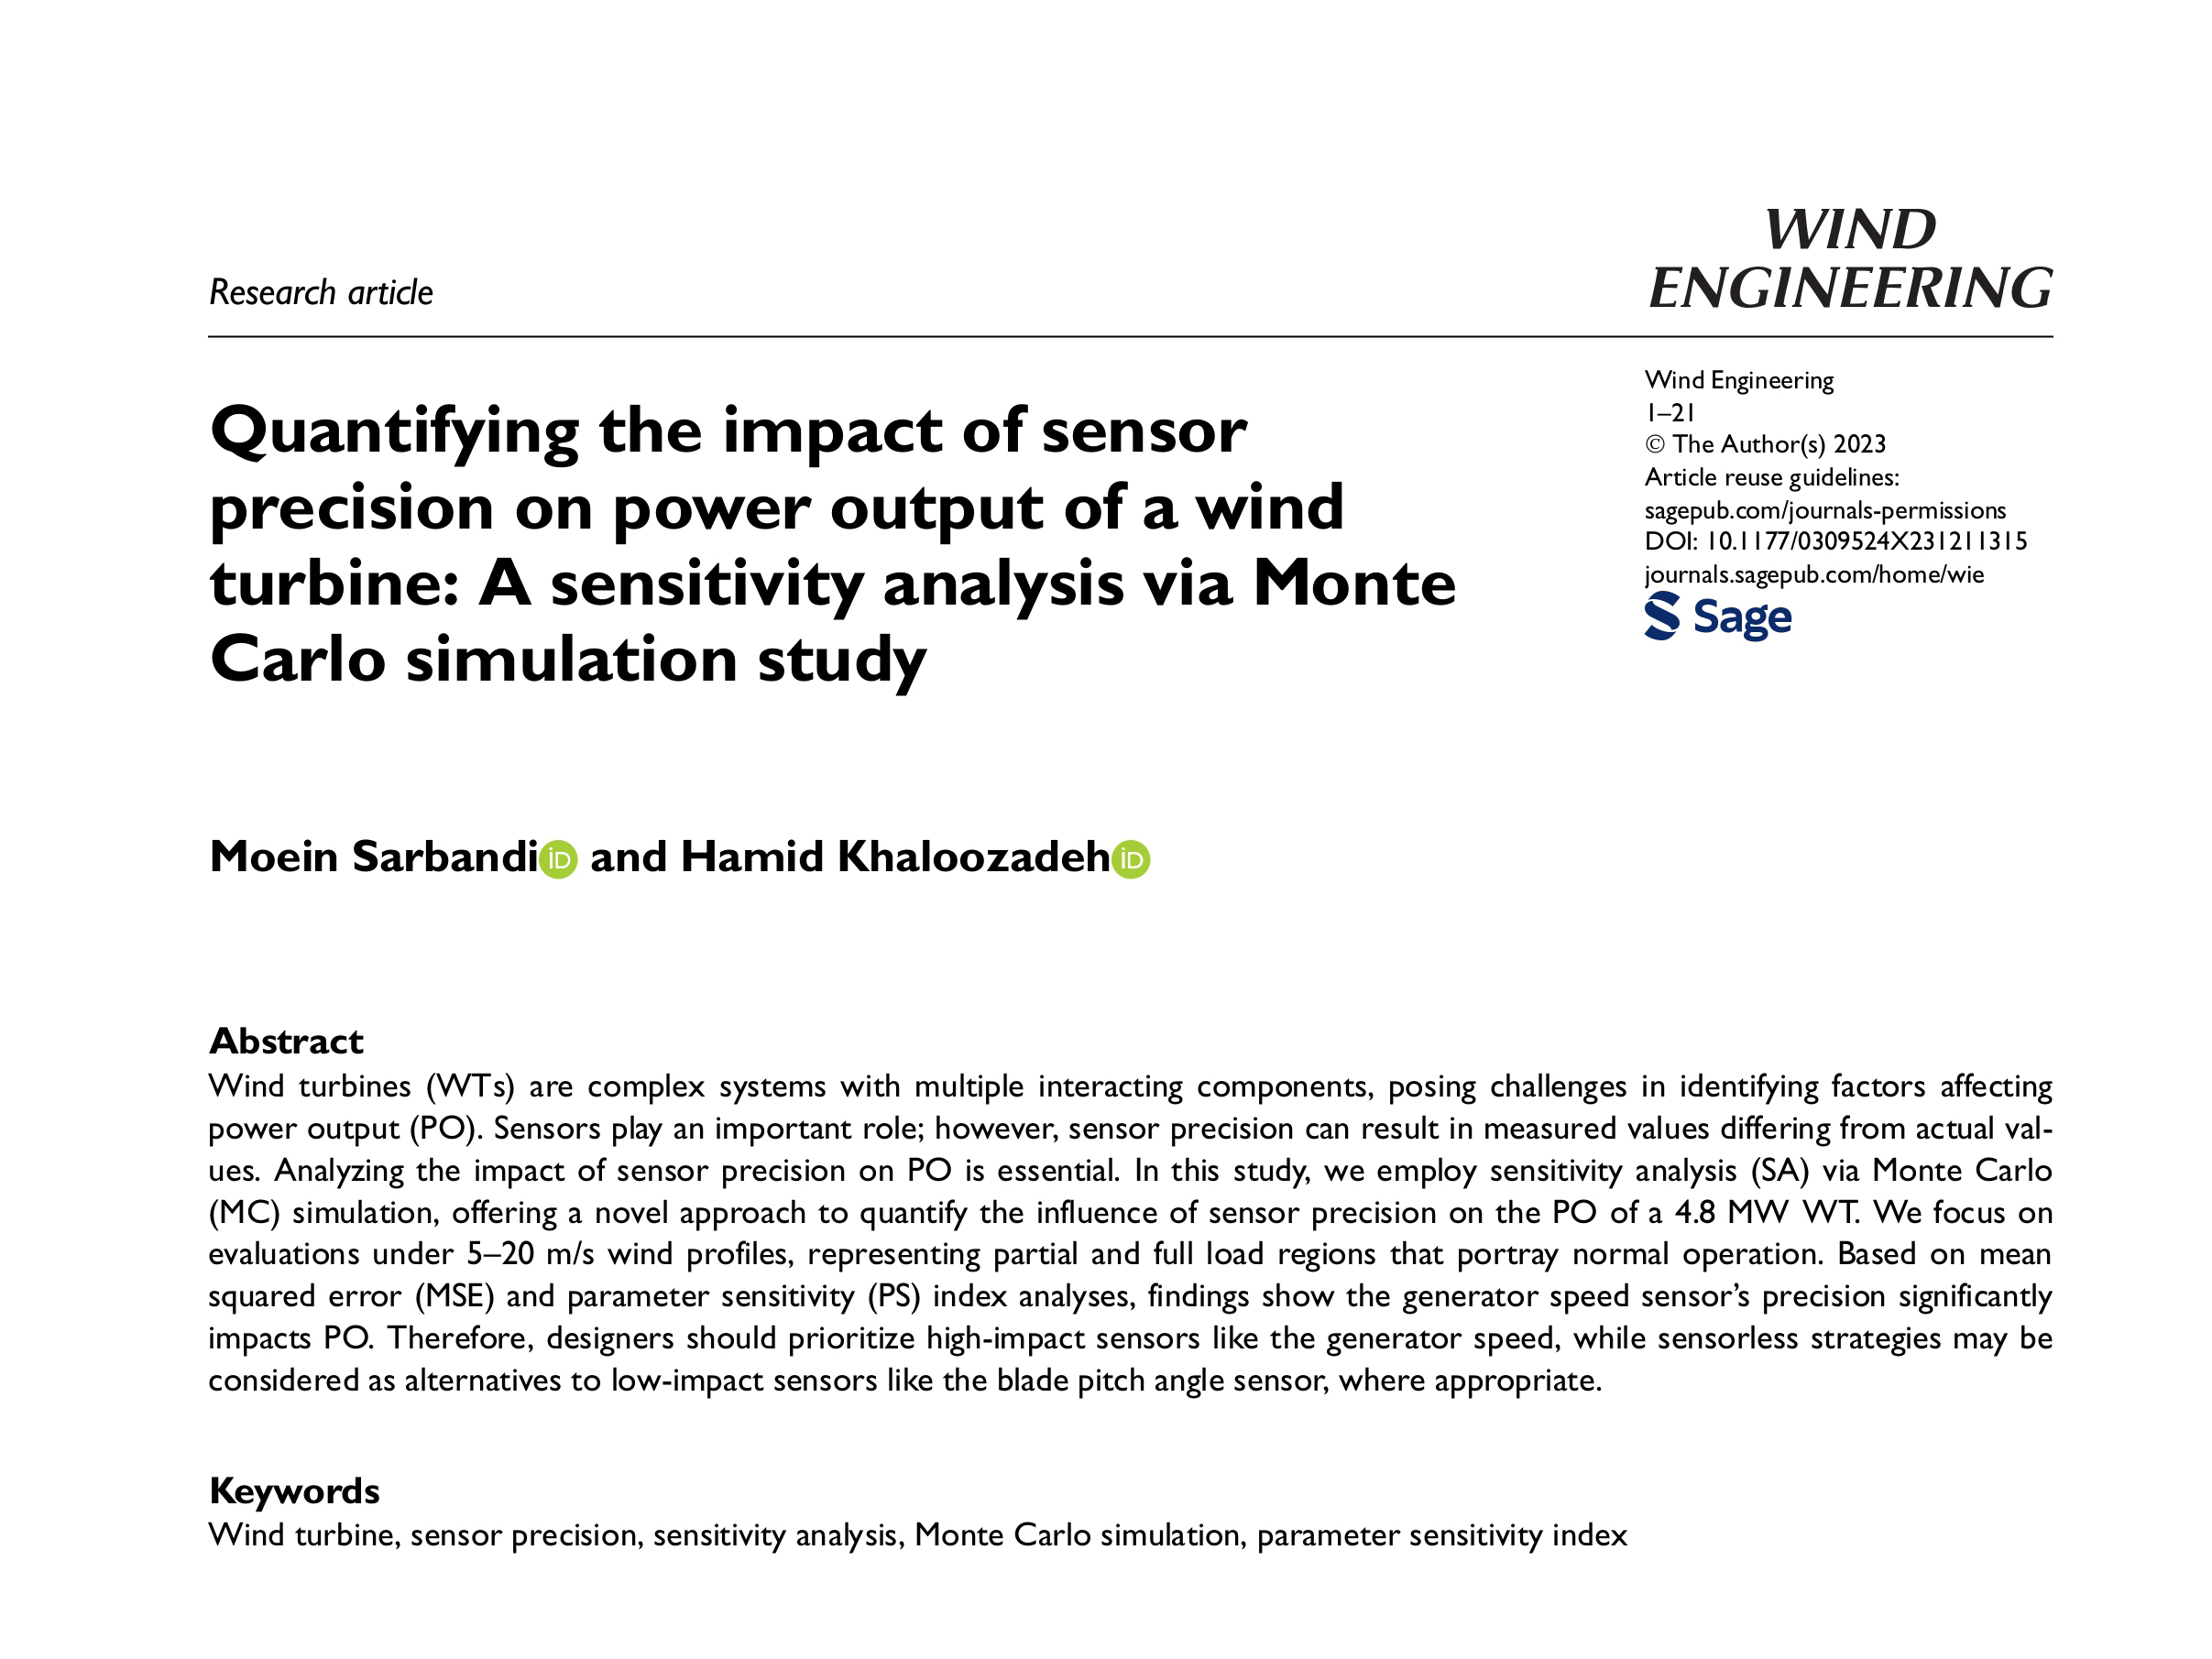 Research article
WIND
ENGINEERING
Quantifying the impact of sensor
precision on power output of a wind
turbine: A sensitivity analysis via Monte
Carlo simulation study
Wind Engineering
1–21
© The Author(s) 2023
Article reuse guidelines:
sagepub.com/journals-permissions
DOI: 10.1177/0309524X231211315
journals.sagepub.com/home/wie
Sage
Moein Sarbandi iD and Hamid Khaloozadeh iD
Abstract
Wind turbines (WTs) are complex systems with multiple interacting components, posing challenges in identifying factors affecting
power output (PO). Sensors play an important role; however, sensor precision can result in measured values differing from actual val-
ues. Analyzing the impact of sensor precision on PO is essential. In this study, we employ sensitivity analysis (SA) via Monte Carlo
(MC) simulation, offering a novel approach to quantify the influence of sensor precision on the PO of a 4.8 MW WT. We focus on
evaluations under 5–20 m/s wind profiles, representing partial and full load regions that portray normal operation. Based on mean
squared error (MSE) and parameter sensitivity (PS) index analyses, findings show the generator speed sensor's precision significantly
impacts PO. Therefore, designers should prioritize high-impact sensors like the generator speed, while sensorless strategies may be
considered as alternatives to low-impact sensors like the blade pitch angle sensor, where appropriate.
Keywords
Wind turbine, sensor precision, sensitivity analysis, Monte Carlo simulation, parameter sensitivity index